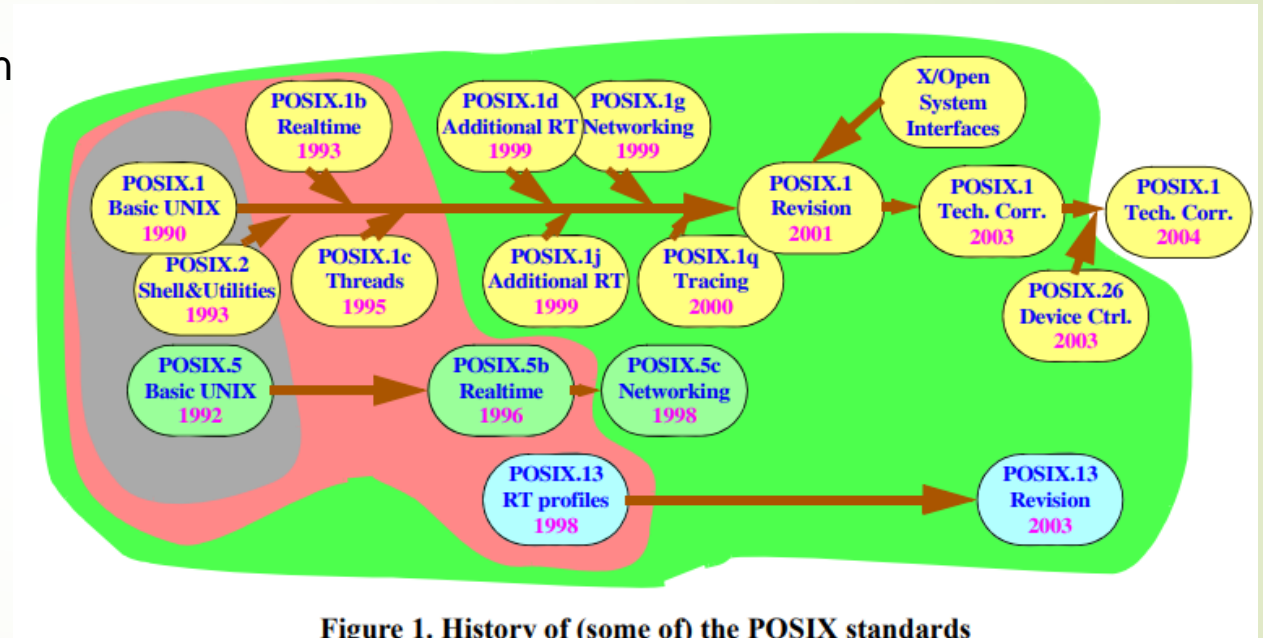 n
POSIX.1b
Realtime
1993
POSIX.1d
Additional RT
1999
POSIX.1g
Networking
1999
X/Open
System
Interfaces
POSIX.1
Basic UNIX
1990
POSIX.1
Revision
2001
POSIX.1
Tech. Corr.
2003
POSIX.1
Tech. Corr.
2004
POSIX.2
Shell&Utilities
1993
POSIX.1c
Threads
1995
POSIX.1j
Additional RT
1999
POSIX.1q
Tracing
2000
POSIX.26
Device Ctrl.
2003
POSIX.5
Basic UNIX
1992
POSIX.5b
Realtime
1996
POSIX.5c
Networking
1998
POSIX.13
RT profiles
1998
POSIX.13
Revision
2003
Figure 1. History of (some of) the POSIX standards